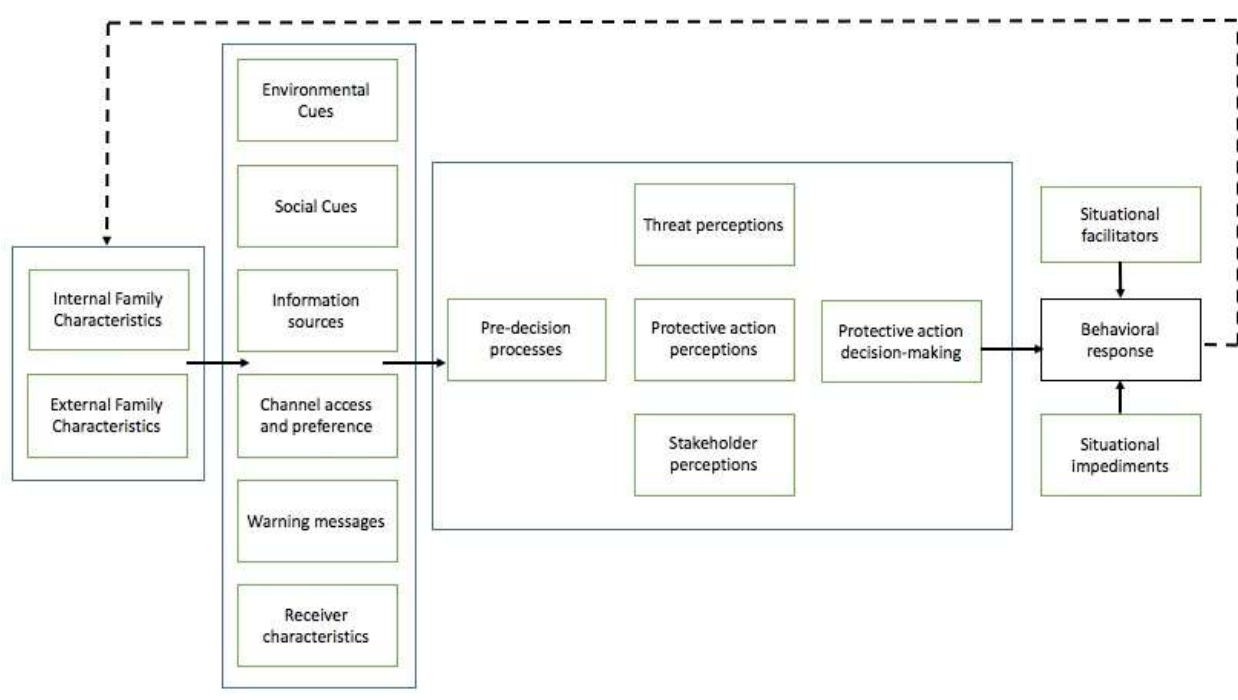 Internal Family
Characteristics
External Family
Characteristics
Environmental
Cues
Social Cues
Information
sources
Channel access
and preference
Warning messages
Receiver
characteristics
Pre-decision
processes
Threat perceptions
Protective action
perceptions
Stakeholder
perceptions
Protective action
decision-making
Situational
facilitators
Behavioral
response
Situational
impediments